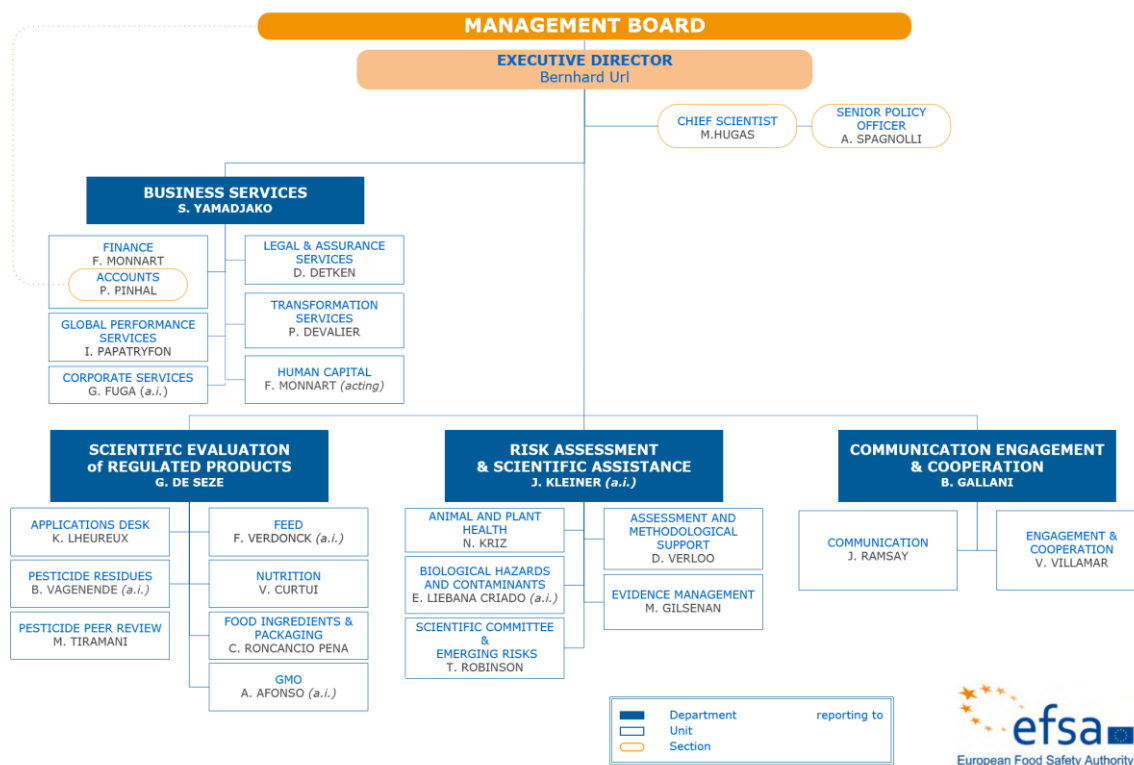 MANAGEMENT BOARD
EXECUTIVE DIRECTOR
Bernhard Url
CHIEF SCIENTIST
M.HUGAS
SENIOR POLICY
OFFICER
A. SPAGNOLLI
BUSINESS SERVICES
S. YAMADJAKO
FINANCE
F. MONNART
ACCOUNTS
P. PINHAL
LEGAL & ASSURANCE
SERVICES
D. DETKEN
GLOBAL PERFORMANCE
SERVICES
I. PAPATRYFON
TRANSFORMATION
SERVICES
P. DEVALIER
CORPORATE SERVICES
G. FUGA (a.i.)
HUMAN CAPITAL
F. MONNART (acting)
SCIENTIFIC EVALUATION
of REGULATED PRODUCTS
G. DE SEZE
APPLICATIONS DESK
K. LHEUREUX
FEED
F. VERDONCK (a.i.)
PESTICIDE RESIDUES
B. VAGENENDE (a.i.)
NUTRITION
V. CURTUI
PESTICIDE PEER REVIEW
M. TIRAMANI
FOOD INGREDIENTS &
PACKAGING
C. RONCANCIO PENA
GMO
A. AFONSO (a.i.)
RISK ASSESSMENT
& SCIENTIFIC ASSISTANCE
J. KLEINER (a.i.)
ANIMAL AND PLANT
HEALTH
N. KRIZ
ASSESSMENT AND
METHODOLOGICAL
SUPPORT
D. VERLOO
BIOLOGICAL HAZARDS
AND CONTAMINANTS
E. LIEBANA CRIADO (a.i.)
EVIDENCE MANAGEMENT
M. GILSENAN
SCIENTIFIC COMMITTEE
&
EMERGING RISKS
T. ROBINSON
COMMUNICATION ENGAGEMENT
& COOPERATION
B. GALLANI
COMMUNICATION
J. RAMSAY
ENGAGEMENT &
COOPERATION
V. VILLAMAR
Department reporting to
Unit
Section
efsa
European Food Safety Authority